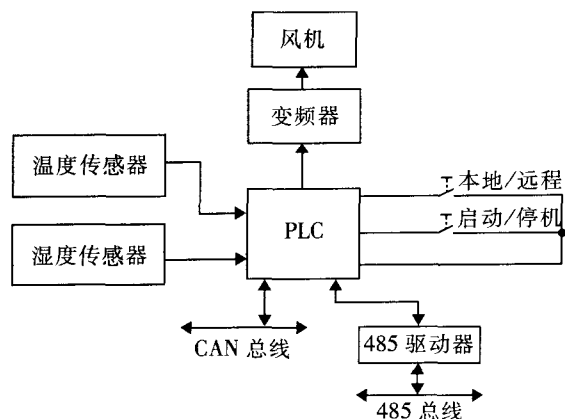 风机
变频器
温度传感器
本地/远程
PLC
启动/停机
湿度传感器
CAN 总线
485 驱动器
485 总线